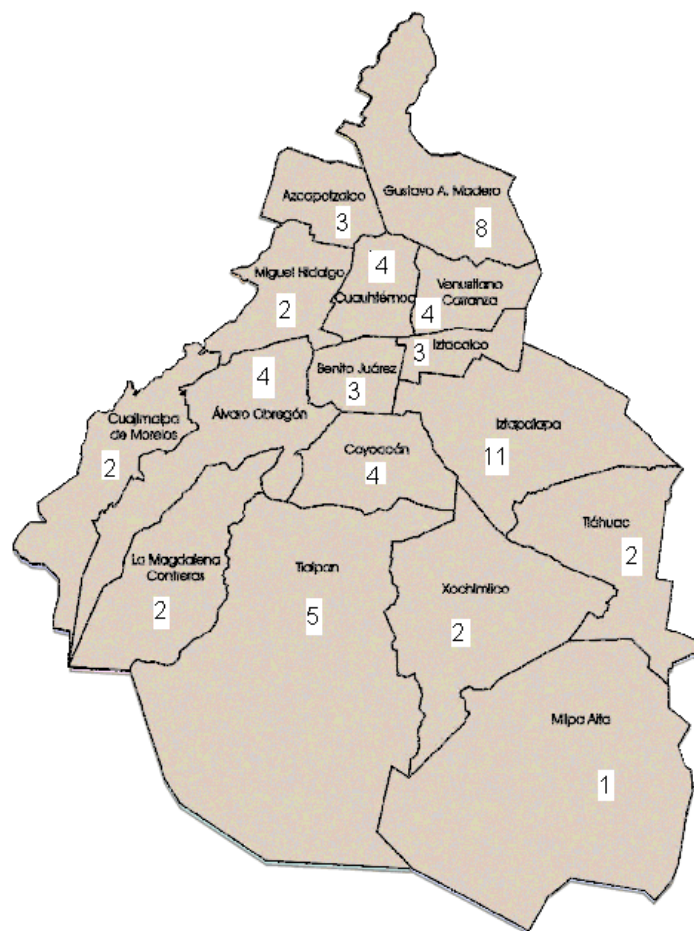 Azcapotzalco
3
Gustavo A. Madero
8
Miguel Hidalgo
2
4
Cuauhtémoc
Venustiano
Carranza
4
3
Iztacalco
Benito Juárez
3
4
Álvaro Obregón
Cuajimalpa
de Morelos
2
Iztapalapa
11
Coyoacán
4
Tláhuac
2
La Magdalena
Contreras
2
Tlalpan
5
Xochimilco
2
Milpa Alta
1